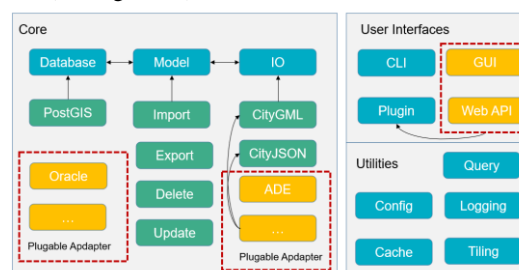 Core
Database
Model
IO
PostGIS
Import
CityGML
Export
CityJSON
Oracle
Delete
ADE
...
Update
...
Plugable Apdapter
Plugable Apdapter
User Interfaces
CLI
GUI
Plugin
Web API
Utilities
Query
Config
Logging
Cache
Tiling